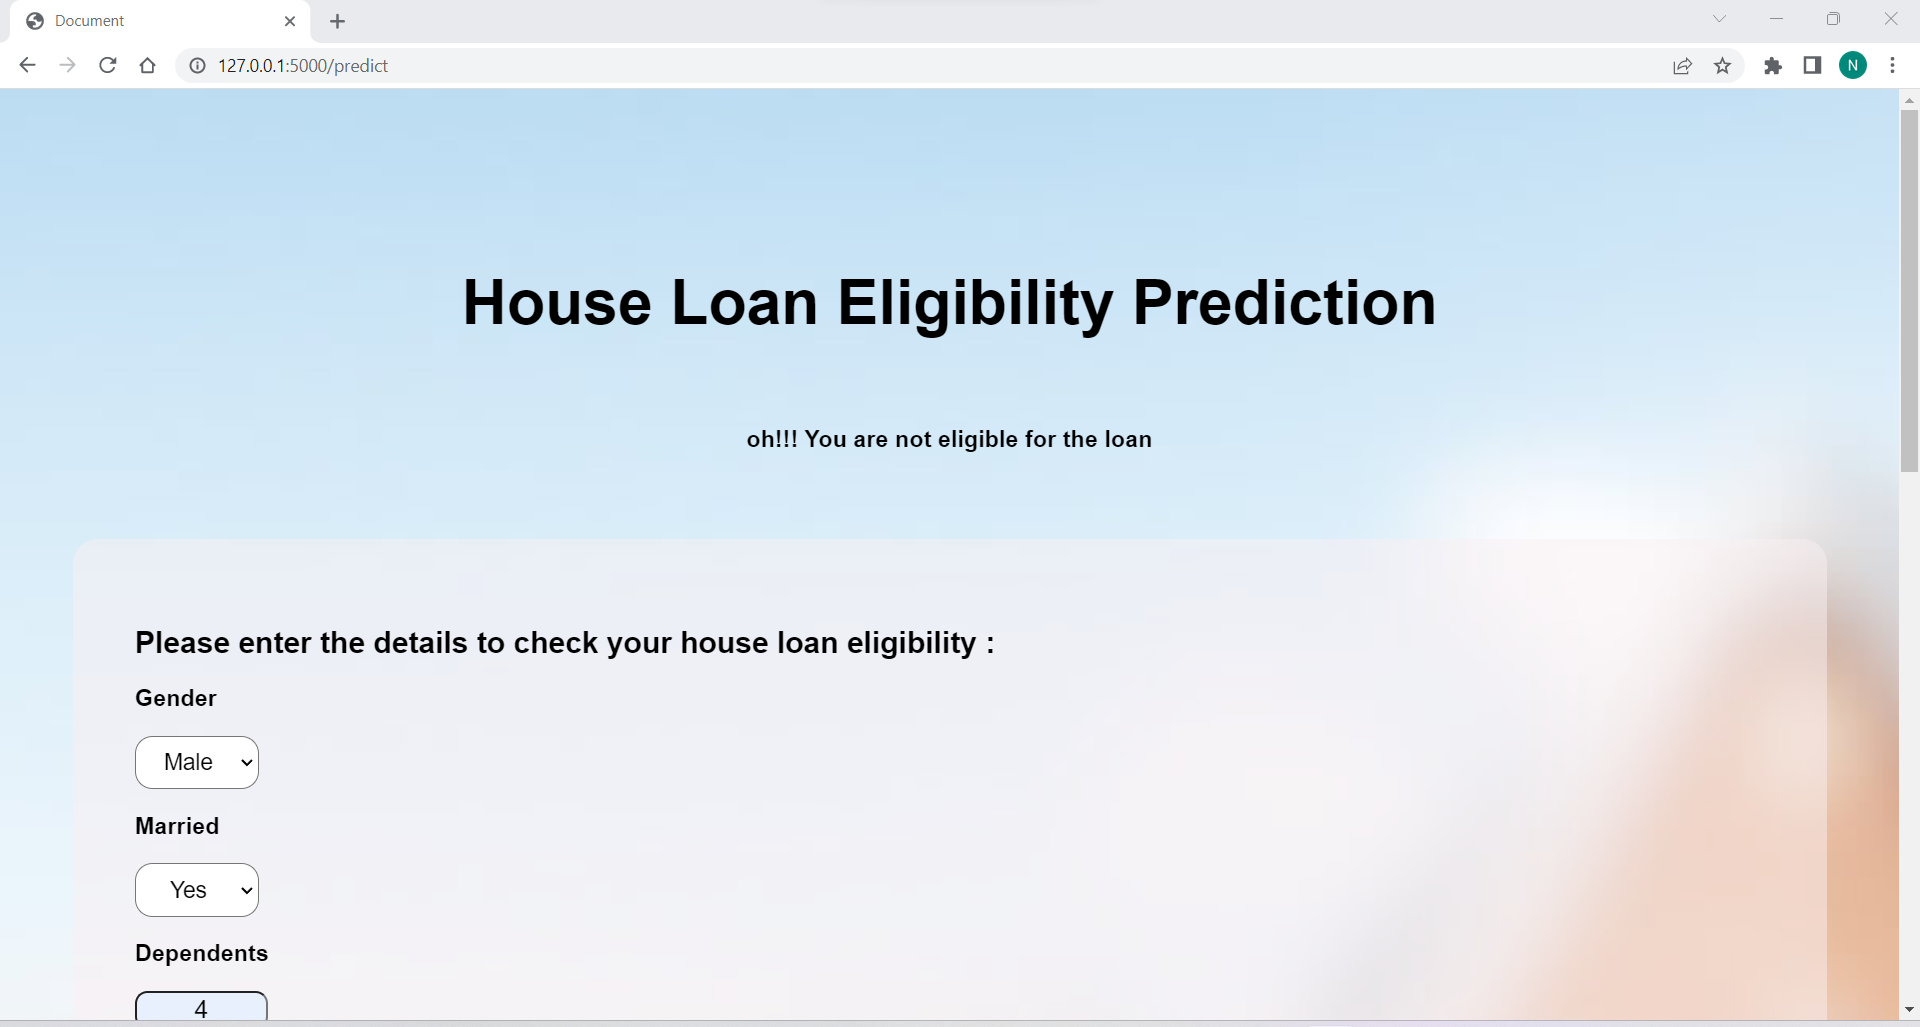 Document
127.0.0.1:5000/predict
N
House Loan Eligibility Prediction
oh!!! You are not eligible for the loan
Please enter the details to check your house loan eligibility :
Gender
Male
Married
Yes
Dependents
4